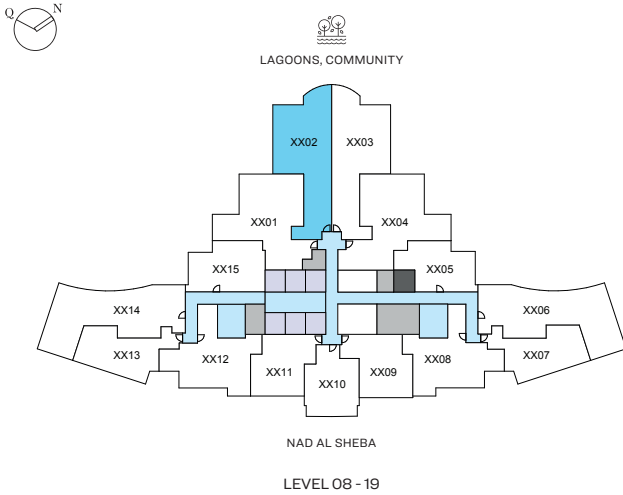 Q N
LAGOONS, COMMUNITY
XX02 XX03
XX01 XX04
XX15 XX05
XX14 XX06
XX13 XX12 XX08 XX07
XX11 XX10 XX09
NAD AL SHEBA
LEVEL 08 - 19